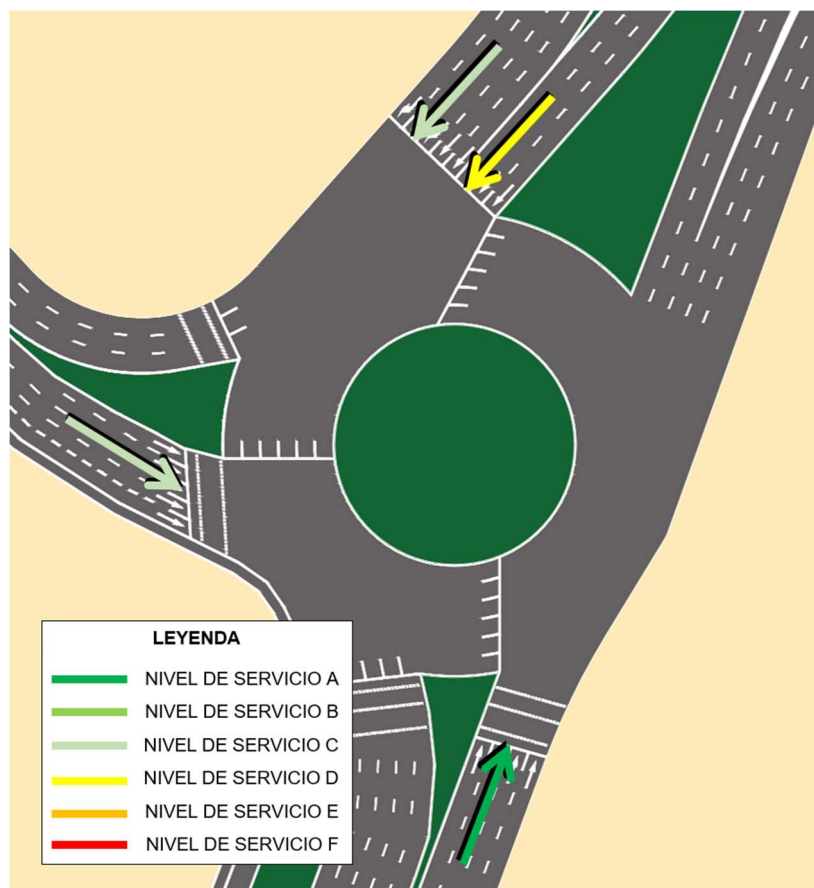 LEYENDA
NIVEL DE SERVICIO A
NIVEL DE SERVICIO B
NIVEL DE SERVICIO C
NIVEL DE SERVICIO D
NIVEL DE SERVICIO E
NIVEL DE SERVICIO F